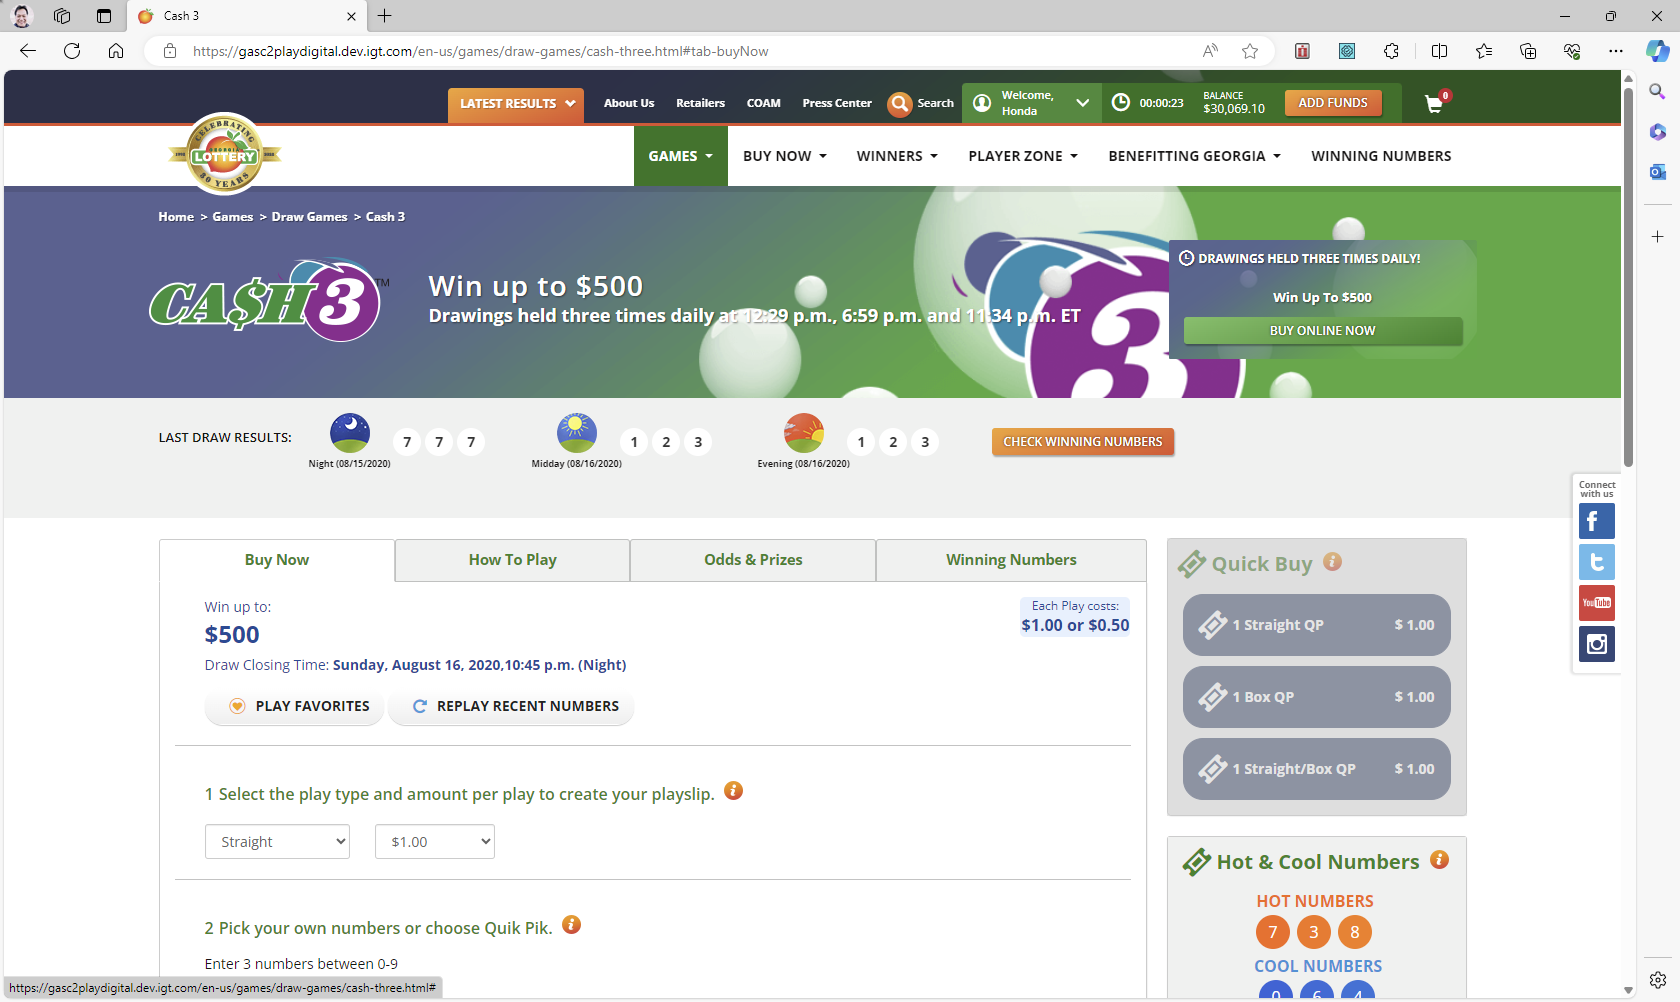 Cash 3
https://gasc2playdigital.dev.igt.com/en-us/games/draw-games/cash-three.html#tab-buyNow
LATEST RESULTS
About Us
Retailers
COAM
Press Center
Search
Welcome,
Honda
00:00:23
BALANCE
$30,069.10
ADD FUNDS
0
CELEBRATING
GEORGIA
LOTTERY
30 YEARS
GAMES
BUY NOW
WINNERS
PLAYER ZONE
BENEFITTING GEORGIA
WINNING NUMBERS
Home > Games > Draw Games > Cash 3
CA$H 3 TM
Win up to $500
Drawings held three times daily at 12:29 p.m., 6:59 p.m. and 11:34 p.m. ET
3
DRAWINGS HELD THREE TIMES DAILY!
Win Up To $500
BUY ONLINE NOW
LAST DRAW RESULTS:
7 7 7
Night (08/15/2020)
1 2 3
Midday (08/16/2020)
1 2 3
Evening (08/16/2020)
CHECK WINNING NUMBERS
Connect
with us
f
t
YouTube
Buy Now
How To Play
Odds & Prizes
Winning Numbers
Win up to:
$500
Each Play costs:
$1.00 or $0.50
Draw Closing Time: Sunday, August 16, 2020,10:45 p.m. (Night)
PLAY FAVORITES
REPLAY RECENT NUMBERS
1 Select the play type and amount per play to create your playslip.
Straight
$1.00
2 Pick your own numbers or choose Quik Pik.
Enter 3 numbers between 0-9
Quick Buy
1 Straight QP $ 1.00
1 Box QP $ 1.00
1 Straight/Box QP $ 1.00
Hot & Cool Numbers
HOT NUMBERS
7 3 8
COOL NUMBERS
0 6 4
https://gasc2playdigital.dev.igt.com/en-us/games/draw-games/cash-three.html#